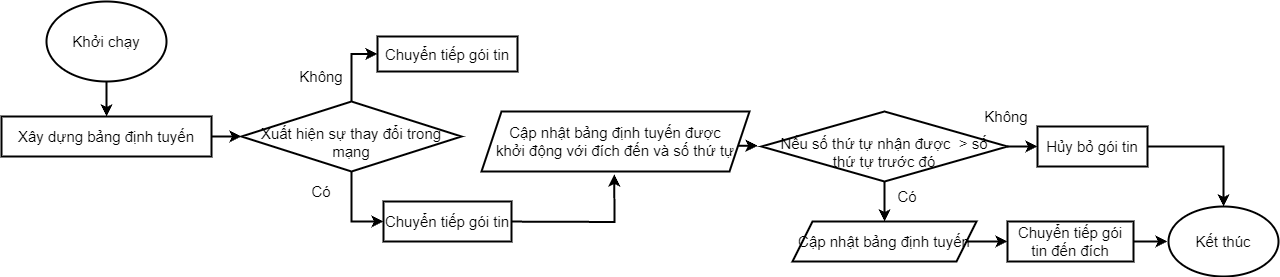 Khởi chạy
Xây dựng bảng định tuyến
Xuất hiện sự thay đổi trong
mạng
Không
Chuyển tiếp gói tin
Có
Chuyển tiếp gói tin
Cập nhật bảng định tuyến được
khởi động với đích đến và số thứ tự
Nếu số thứ tự nhận được > số
thứ tự trước đó
Không
Hủy bỏ gói tin
Có
Cập nhật bảng định tuyến
Chuyển tiếp gói
tin đến đích
Kết thúc